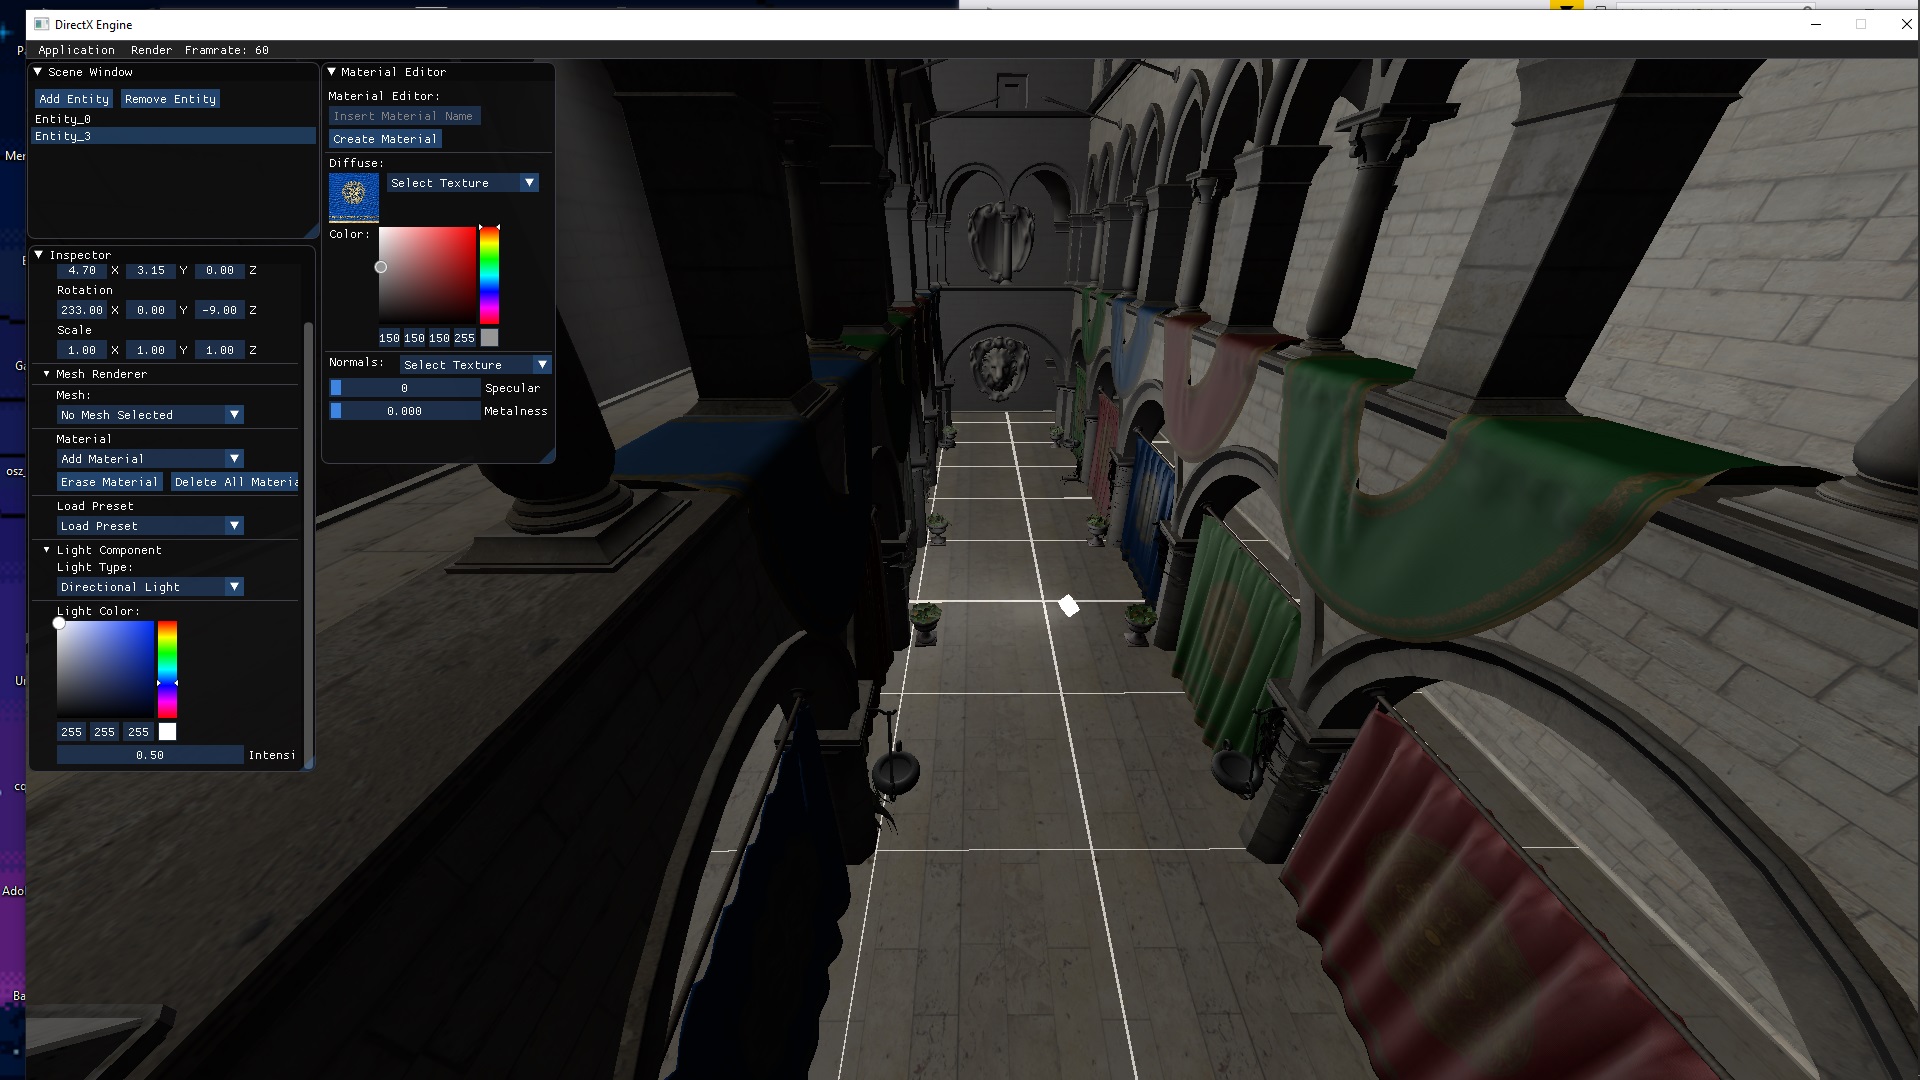 DirectX Engine
Application Render Framrate: 60
Scene Window
Add Entity Remove Entity
Entity_0
Entity_3
Inspector
4.70 X 3.15 Y 0.00 Z
Rotation
233.00 X 0.00 Y -9.00 Z
Scale
1.00 X 1.00 Y 1.00 Z
Mesh Renderer
Mesh:
No Mesh Selected
Material
Add Material
Erase Material Delete All Materia
Load Preset
Load Preset
Light Component
Light Type:
Directional Light
Light Color:
255 255 255
0.50 Intensi
Material Editor
Material Editor:
Insert Material Name
Create Material
Diffuse:
Select Texture
Color:
150 150 150 255
Normals: Select Texture
0 Specular
0.000 Metalness
Mer
osz_
Adol
Ba